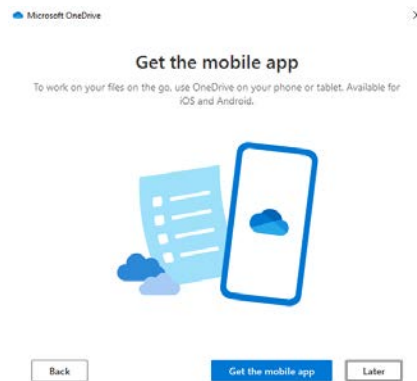 Microsoft OneDrive
Get the mobile app
To work on your files on the go, use OneDrive on your phone or tablet. Available for
iOS and Android.
Back
Get the mobile app
Later